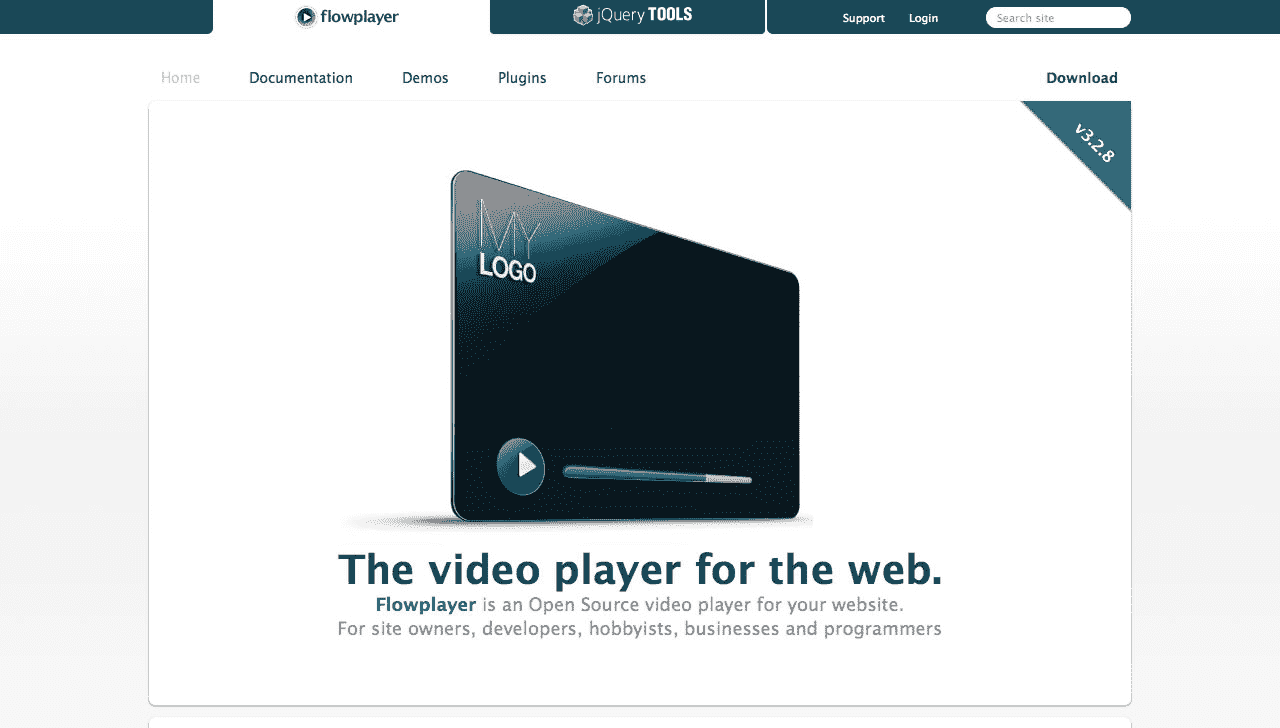 flowplayer
jQuery TOOLS
Support Login Search site
Home Documentation Demos Plugins Forums Download
v3.2.8
MY
LOGO
The video player for the web.
Flowplayer is an Open Source video player for your website.
For site owners, developers, hobbyists, businesses and programmers